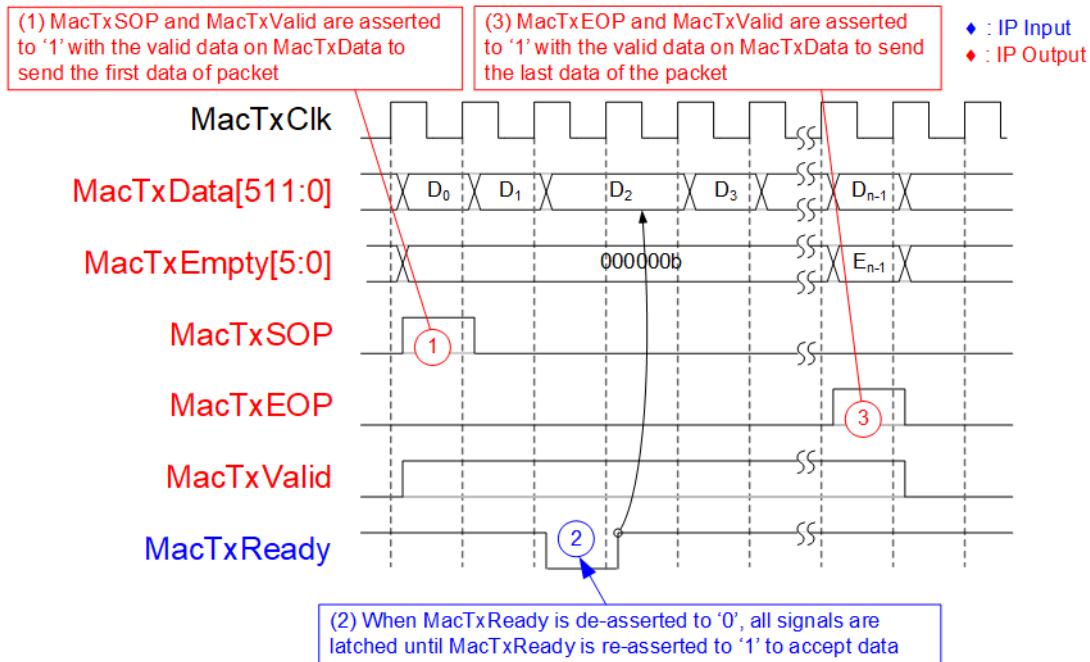 (1) MacTxSOP and MacTxValid are asserted
to ‘1’ with the valid data on MacTxData to
send the first data of packet
(3) MacTxEOP and MacTxValid are asserted
to ‘1’ with the valid data on MacTxData to send
the last data of the packet
♦ : IP Input
♦ : IP Output
MacTxClk
MacTxData[511:0]
D0
D1
D2
D3
Dn-1
MacTxEmpty[5:0]
000000b
En-1
MacTxSOP
1
MacTxEOP
3
MacTxValid
MacTxReady
2
(2) When MacTxReady is de-asserted to ‘0’, all signals are
latched until MacTxReady is re-asserted to ‘1’ to accept data